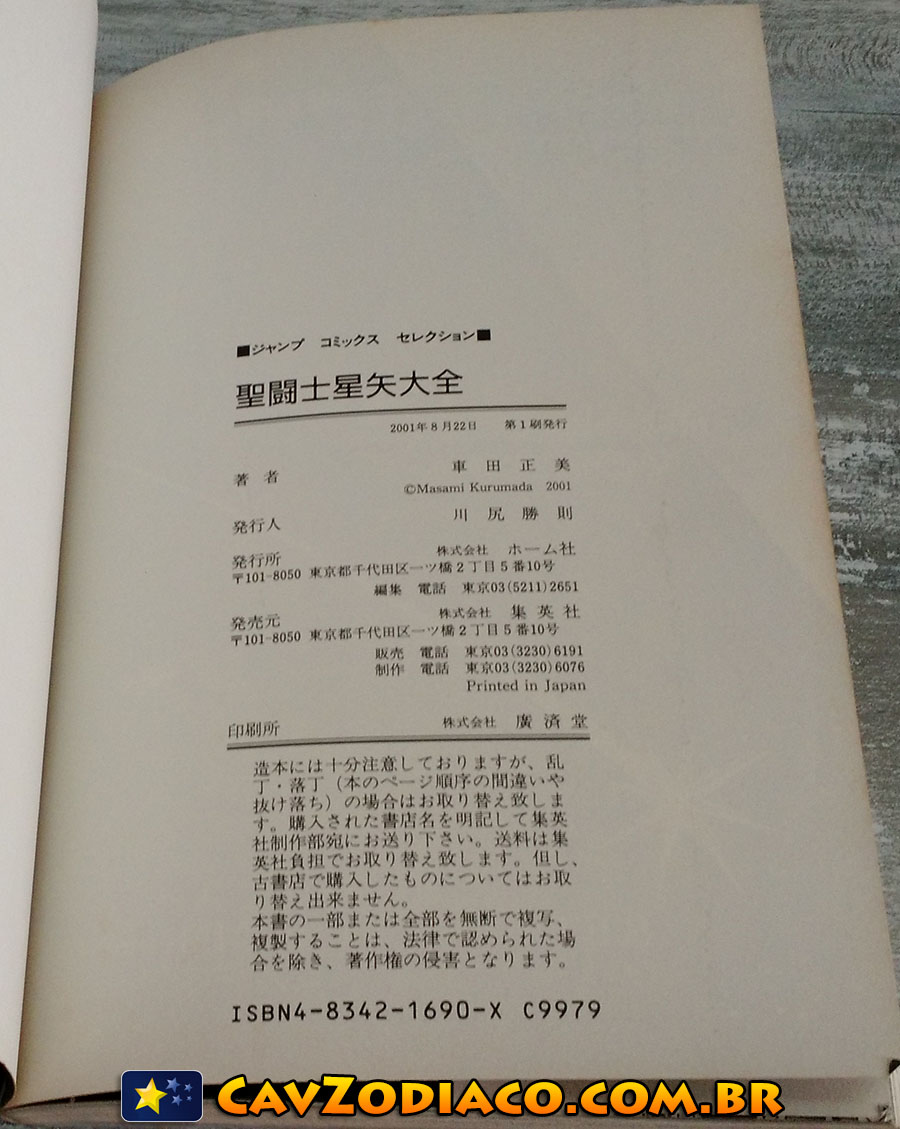 ■ジャンプ コミックス セレクション■
聖闘士星矢大全
2001年8月22日 第1刷発行
著者 車田正美
©Masami Kurumada 2001
発行人 川尻勝則
発行所 株式会社 ホーム社
〒101-8050 東京都千代田区一ツ橋2丁目5番10号
編集 電話 東京03(5211)2651
発売元 株式会社 集英社
〒101-8050 東京都千代田区一ツ橋2丁目5番10号
販売 電話 東京03(3230)6191
制作 電話 東京03(3230)6076
Printed in Japan
印刷所 株式会社 廣済堂
造本には十分注意しておりますが、乱
丁・落丁（本のページ順序の間違いや
抜け落ち）の場合はお取り替え致しま
す。購入された書店名を明記して集英
社制作部宛にお送り下さい。送料は集
英社負担でお取り替え致します。但し、
古書店で購入したものについてはお取
り替え出来ません。
本書の一部または全部を無断で複写、
複製することは、法律で認められた場
合を除き、著作権の侵害となります。
ISBN4-8342-1690-X C9979
CAVZODIACO.COM.BR